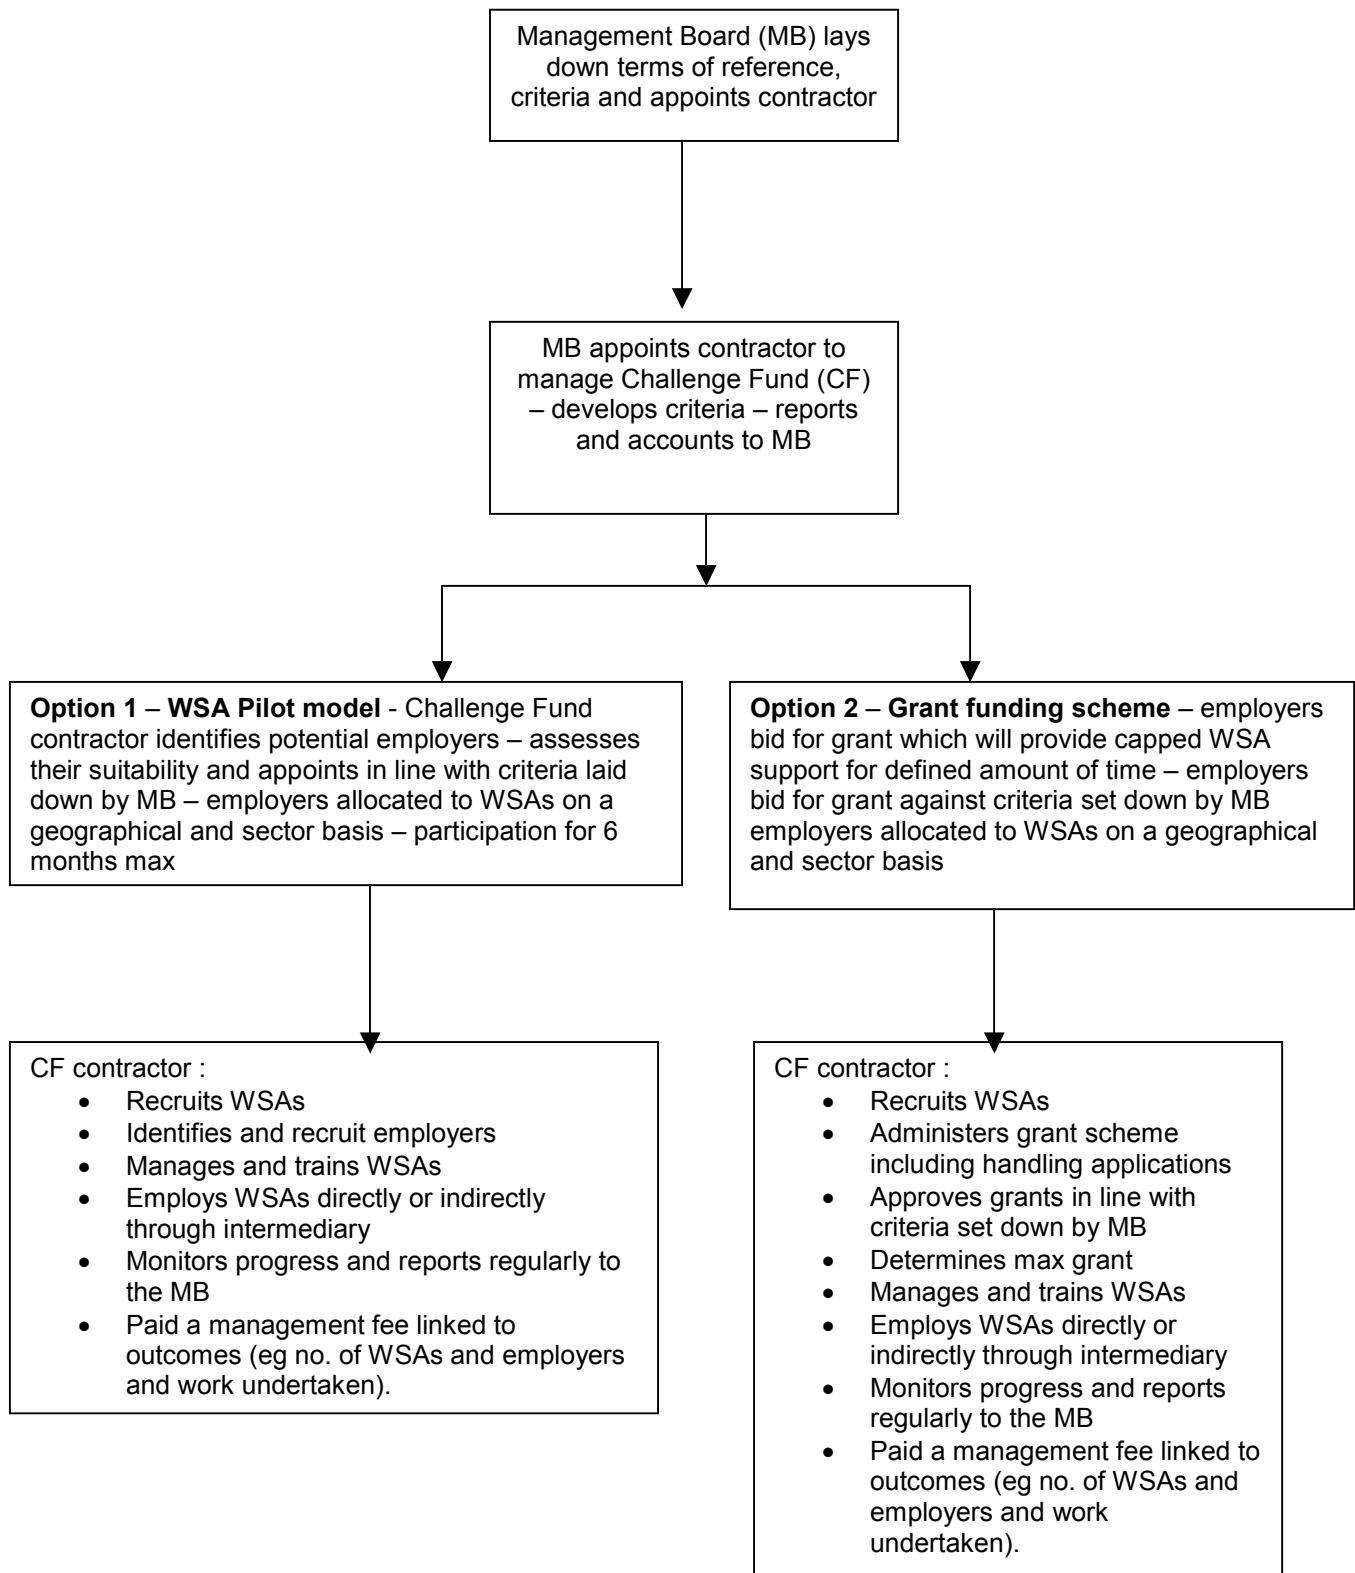 Management Board (MB) lays
down terms of reference,
criteria and appoints contractor
MB appoints contractor to
manage Challenge Fund (CF)
– develops criteria – reports
and accounts to MB
Option 1 – WSA Pilot model - Challenge Fund
contractor identifies potential employers – assesses
their suitability and appoints in line with criteria laid
down by MB – employers allocated to WSAs on a
geographical and sector basis – participation for 6
months max
Option 2 – Grant funding scheme – employers
bid for grant which will provide capped WSA
support for defined amount of time – employers
bid for grant against criteria set down by MB
employers allocated to WSAs on a geographical
and sector basis
CF contractor :
• Recruits WSAs
• Identifies and recruit employers
• Manages and trains WSAs
• Employs WSAs directly or indirectly
through intermediary
• Monitors progress and reports regularly to
the MB
• Paid a management fee linked to
outcomes (eg no. of WSAs and employers
and work undertaken).
CF contractor :
• Recruits WSAs
• Administers grant scheme
including handling applications
• Approves grants in line with
criteria set down by MB
• Determines max grant
• Manages and trains WSAs
• Employs WSAs directly or
indirectly through intermediary
• Monitors progress and reports
regularly to the MB
• Paid a management fee linked to
outcomes (eg no. of WSAs and
employers and work
undertaken).